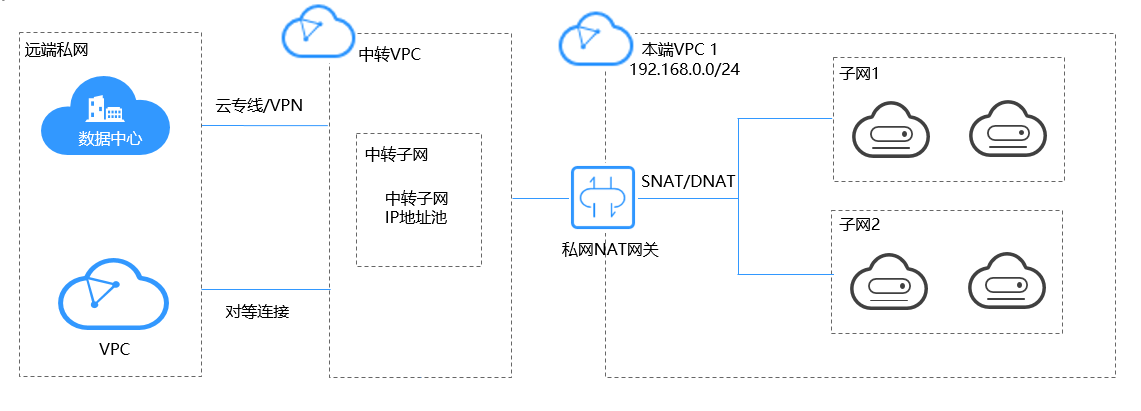 远端私网
数据中心
VPC
云专线/VPN
对等连接
中转VPC
中转子网
中转子网
IP地址池
私网NAT网关
本端VPC 1
192.168.0.0/24
SNAT/DNAT
子网1
子网2